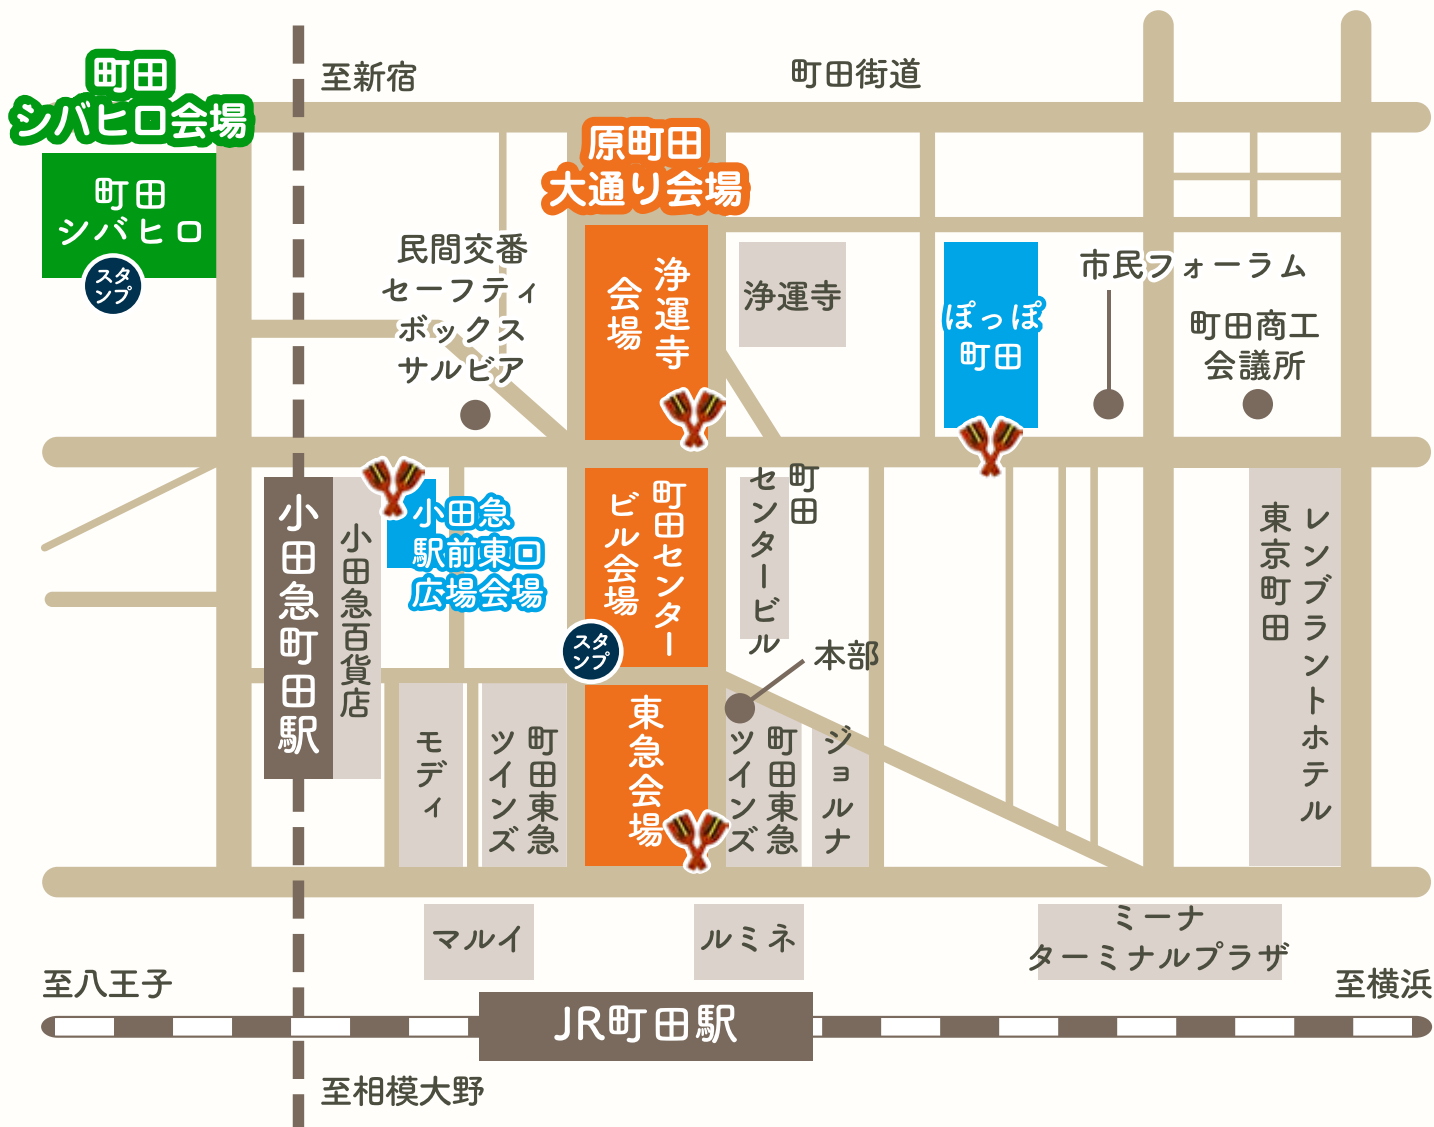 町田
シバヒロ会場
町田
シバヒロ
スタ
ンプ
至新宿
町田街道
原町田
大通り会場
民間交番
セーフティ
ボックス
サルビア
浄運寺
会場
浄運寺
ぽっぽ
町田
市民フォーラム
町田商工
会議所
小田急町田駅
小田急百貨店
小田急
駅前東口
広場会場
町田センター
ビル会場
スタ
ンプ
町田
センタービル
本部
レンブラントホテル
東京町田
モディ
町田東急
ツインズ
東急会場
町田東急
ツインズ
ジョルナ
マルイ
ルミネ
ミーナ
ターミナルプラザ
至八王子
至横浜
JR町田駅
至相模大野